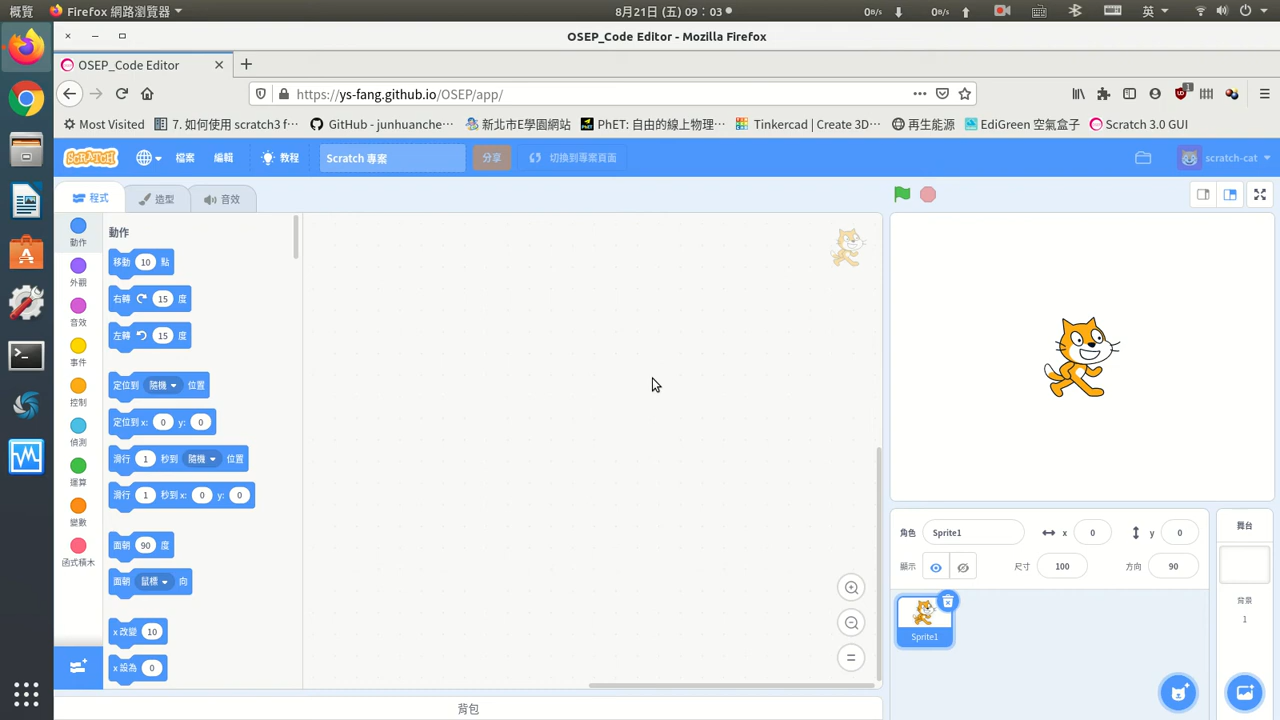 概覽 Firefox 網路瀏覽器 8月21日 (五) 09:03 0B/s 0B/s 英
OSEP_Code Editor - Mozilla Firefox
OSEP_Code Editor
https://ys-fang.github.io/OSEP/app/
Most Visited 7. 如何使用 scratch3 f··· GitHub - junhuanche··· 新北市E學園網站 PhET: 自由的線上物理··· Tinkercad | Create 3D··· 再生能源 EdiGreen 空氣盒子 Scratch 3.0 GUI
SCRATCH 檔案 編輯 教程 Scratch 專案 分享 切換到專案頁面 scratch-cat
程式 造型 音效
動作
外觀
音效
事件
控制
偵測
運算
變數
函式積木
動作
移動 10 點
右轉 15 度
左轉 15 度
定位到 隨機 位置
定位到 x: 0 y: 0
滑行 1 秒到 隨機 位置
滑行 1 秒到 x: 0 y: 0
面朝 90 度
面朝 鼠標 向
x 改變 10
x 設為 0
背包
角色 Sprite1 x 0 y 0
顯示 尺寸 100 方向 90
Sprite1
舞台
背景
1